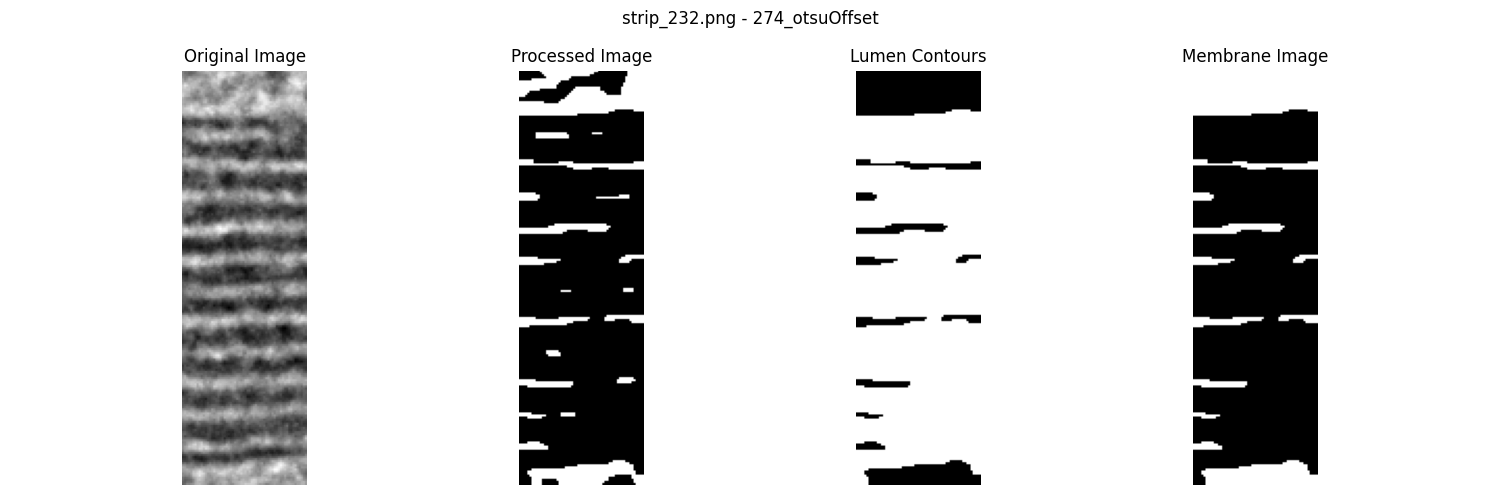 strip_232.png - 274_otsuOffset
Original Image
Processed Image
Lumen Contours
Membrane Image